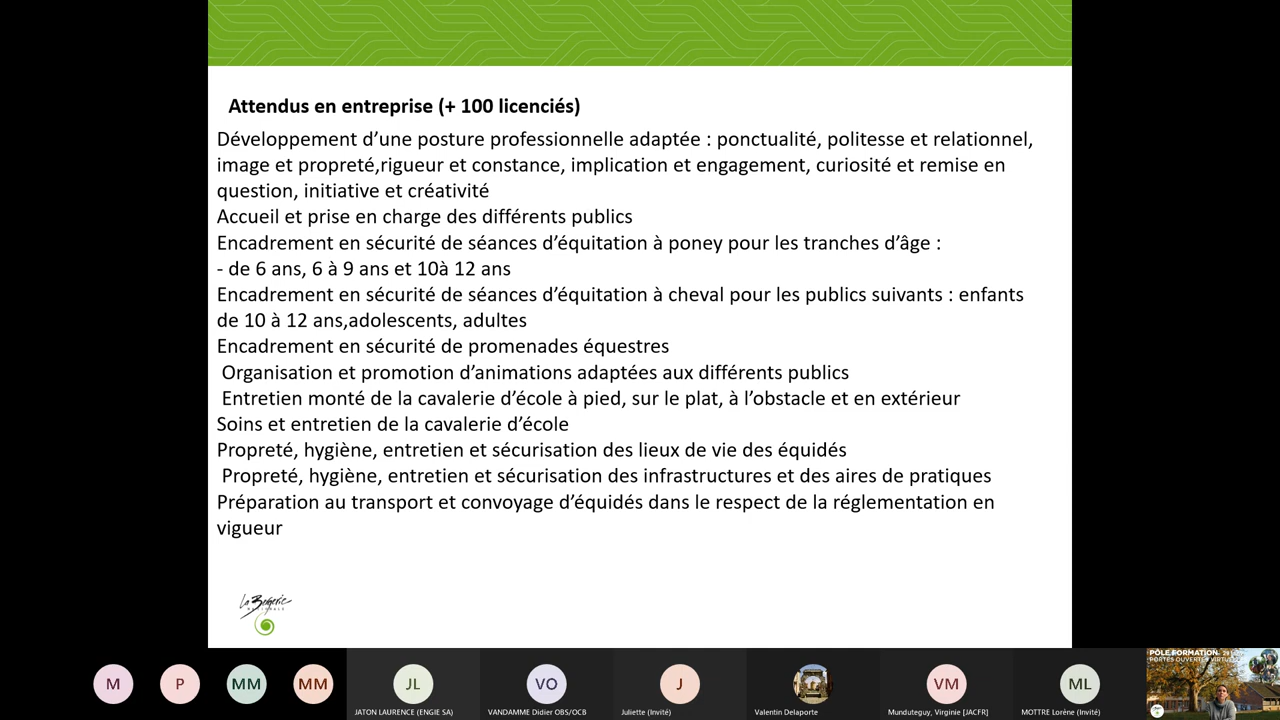 Attendus en entreprise (+ 100 licenciés)
Développement d’une posture professionnelle adaptée : ponctualité, politesse et relationnel,
image et propreté,rigueur et constance, implication et engagement, curiosité et remise en
question, initiative et créativité
Accueil et prise en charge des différents publics
Encadrement en sécurité de séances d’équitation à poney pour les tranches d’âge :
- de 6 ans, 6 à 9 ans et 10à 12 ans
Encadrement en sécurité de séances d’équitation à cheval pour les publics suivants : enfants
de 10 à 12 ans,adolescents, adultes
Encadrement en sécurité de promenades équestres
Organisation et promotion d’animations adaptées aux différents publics
Entretien monté de la cavalerie d’école à pied, sur le plat, à l’obstacle et en extérieur
Soins et entretien de la cavalerie d’école
Propreté, hygiène, entretien et sécurisation des lieux de vie des équidés
Propreté, hygiène, entretien et sécurisation des infrastructures et des aires de pratiques
Préparation au transport et convoyage d’équidés dans le respect de la réglementation en
vigueur
La Bergerie
NATIONALE
M P MM MM JL VO J VM ML
JATON LAURENCE (ENGIE SA) VANDAMME Didier OBS/OCB Juliette (Invité) Valentin Delaporte Munduteguy, Virginie [JACFR] MOTTRE Lorène (Invité)
PÔLE FORMATION
PORTES OUVERTES VIRTUELLES